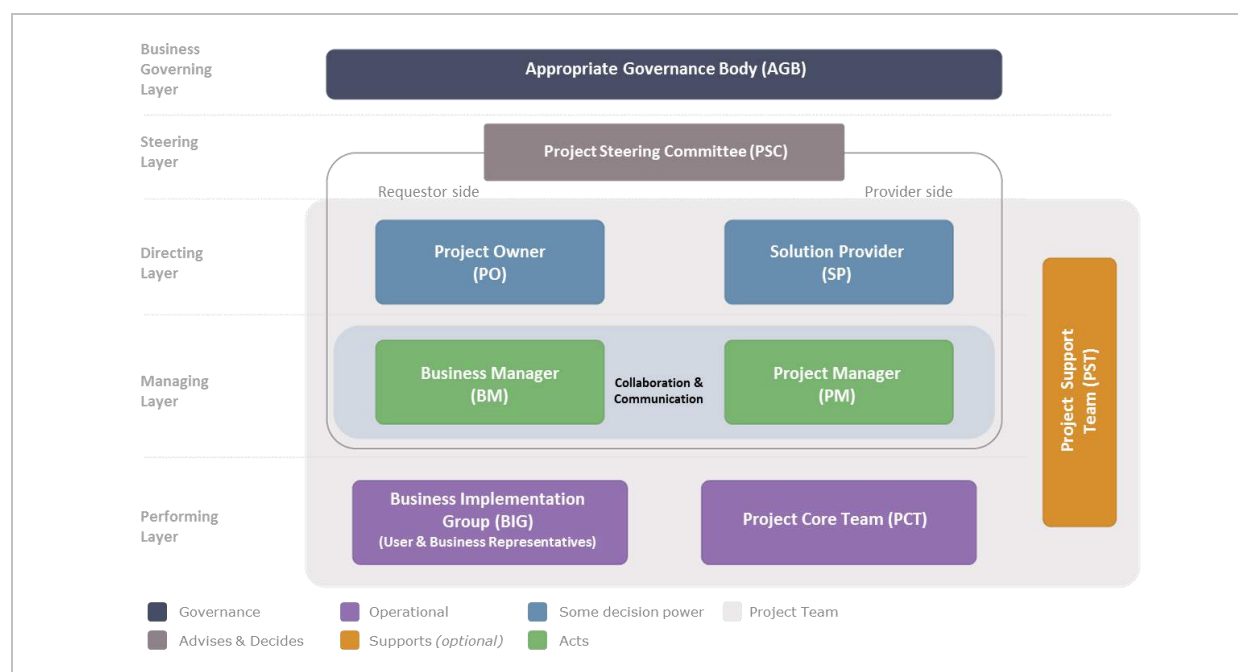 Business
Governing
Layer
Appropriate Governance Body (AGB)
Steering
Layer
Project Steering Committee (PSC)
Requestor side
Provider side
Directing
Layer
Project Owner
(PO)
Solution Provider
(SP)
Managing
Layer
Business Manager
(BM)
Collaboration &
Communication
Project Manager
(PM)
Project Support
Team (PST)
Performing
Layer
Business Implementation
Group (BIG)
(User & Business Representatives)
Project Core Team (PCT)
Governance
Operational
Some decision power
Project Team
Advises & Decides
Supports (optional)
Acts